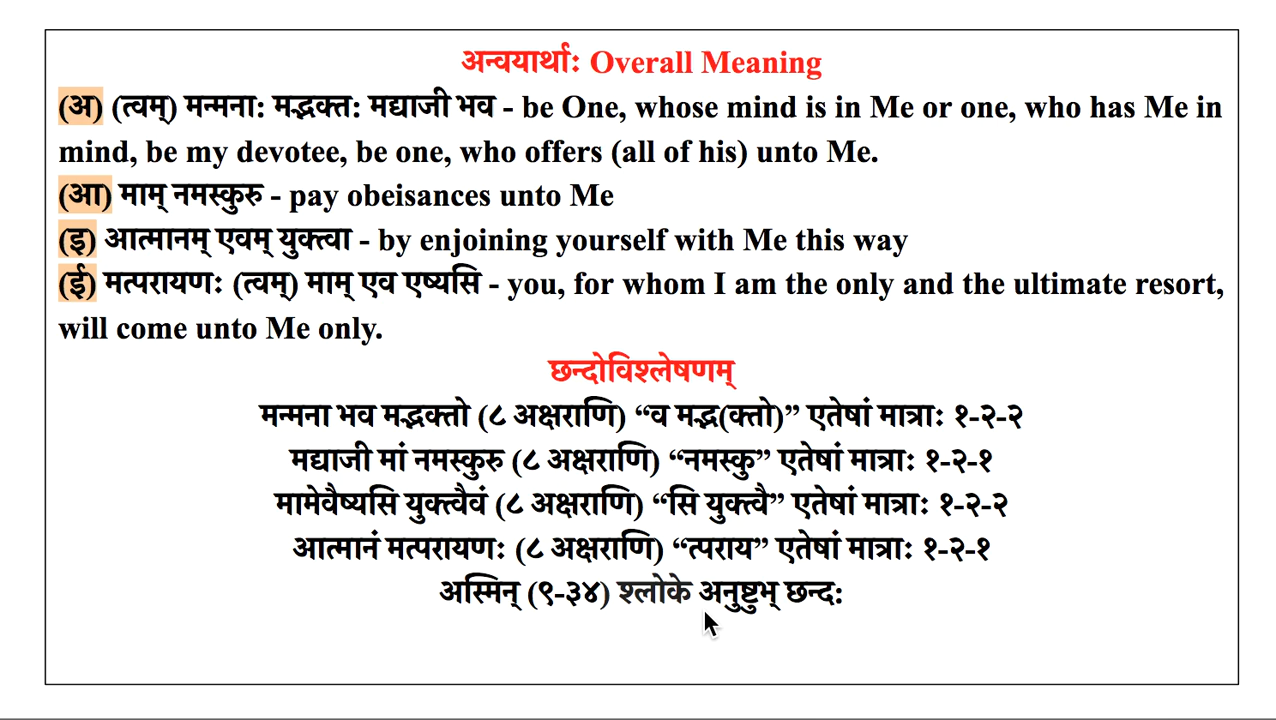 अन्वयार्थाः Overall Meaning
(अ) (त्वम्) मन्मना: मद्भक्त: मद्याजी भव - be One, whose mind is in Me or one, who has Me in
mind, be my devotee, be one, who offers (all of his) unto Me.
(आ) माम् नमस्कुरु - pay obeisances unto Me
(इ) आत्मानम् एवम् युक्त्वा - by enjoining yourself with Me this way
(ई) मत्परायणः (त्वम्) माम् एव एष्यसि - you, for whom I am the only and the ultimate resort,
will come unto Me only.
छन्दोविश्लेषणम्
मन्मना भव मद्भक्तो (८ अक्षराणि) “व मद्भ(क्तो)” एतेषां मात्राः १-२-२
मद्याजी मां नमस्कुरु (८ अक्षराणि) “नमस्कु” एतेषां मात्राः १-२-१
मामेवैष्यसि युक्त्वैवं (८ अक्षराणि) “सि युक्त्वै” एतेषां मात्राः १-२-२
आत्मानं मत्परायणः (८ अक्षराणि) “त्पराय” एतेषां मात्राः १-२-१
अस्मिन् (९-३४) श्लोके अनुष्टुभ् छन्द: